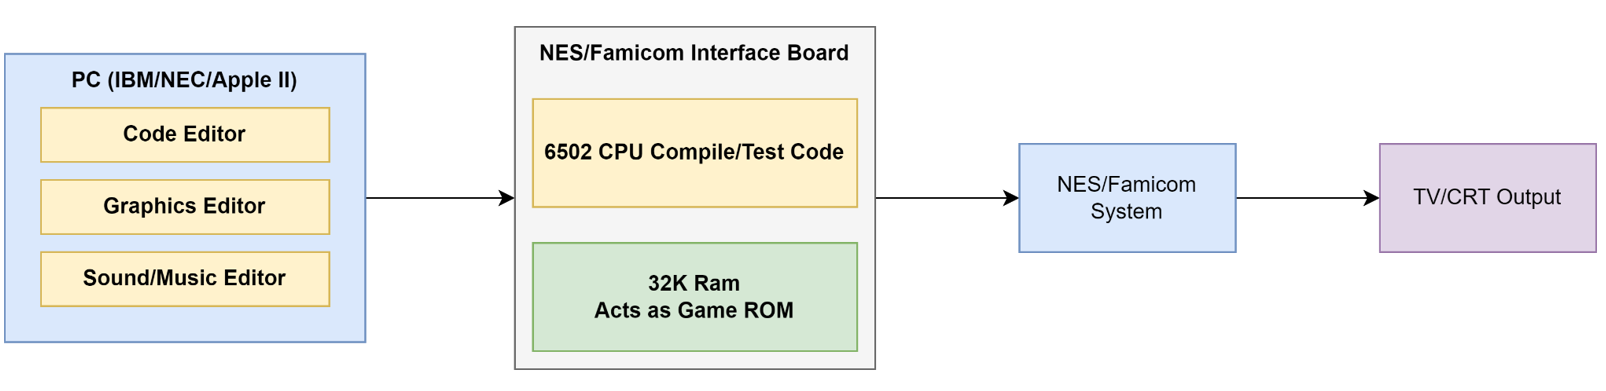 PC (IBM/NEC/Apple II)
Code Editor
Graphics Editor
Sound/Music Editor
NES/Famicom Interface Board
6502 CPU Compile/Test Code
32K Ram
Acts as Game ROM
NES/Famicom
System
TV/CRT Output